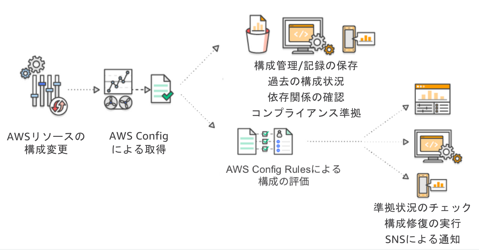 構成管理/記録の保存
過去の構成状況
依存関係の確認
コンプライアンス準拠
AWSリソースの
構成変更
AWS Config
による取得
AWS Config Rulesによる
構成の評価
準拠状況のチェック
構成修復の実行
SNSによる通知